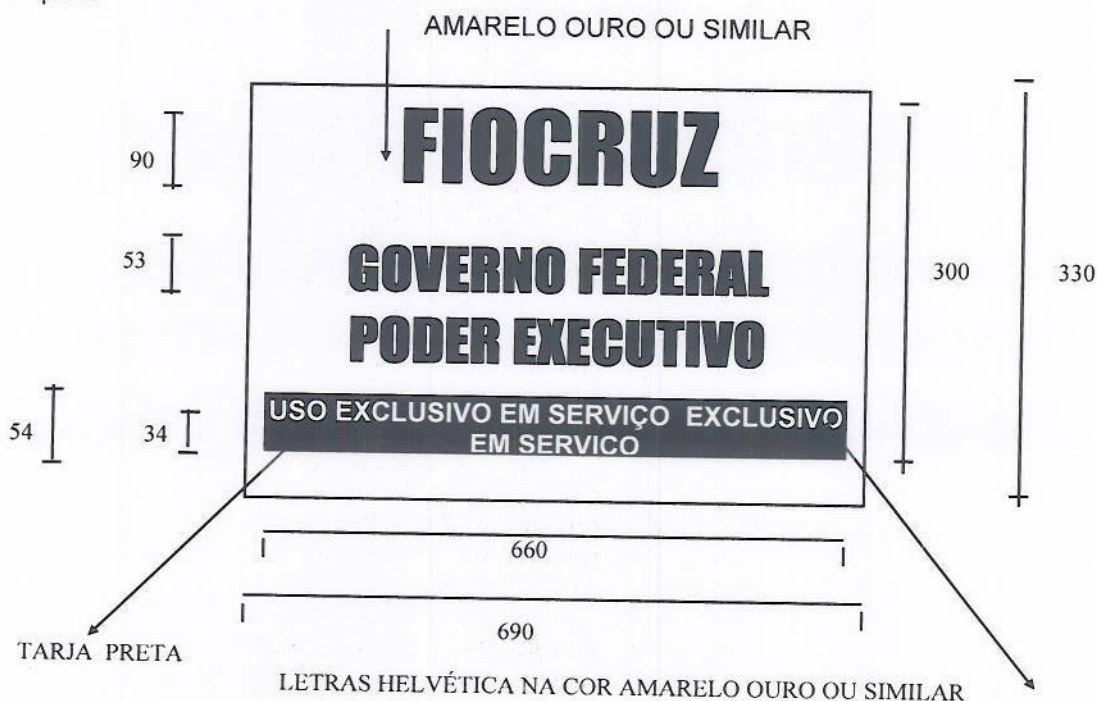 AMARELO OURO OU SIMILAR
FIOCRUZ
90
GOVERNO FEDERAL
53
300
330
PODER EXECUTIVO
USO EXCLUSIVO EM SERVIÇO EXCLUSIVO
EM SERVICO
54
34
660
690
TARJA PRETA
LETRAS HELVÉTICA NA COR AMARELO OURO OU SIMILAR